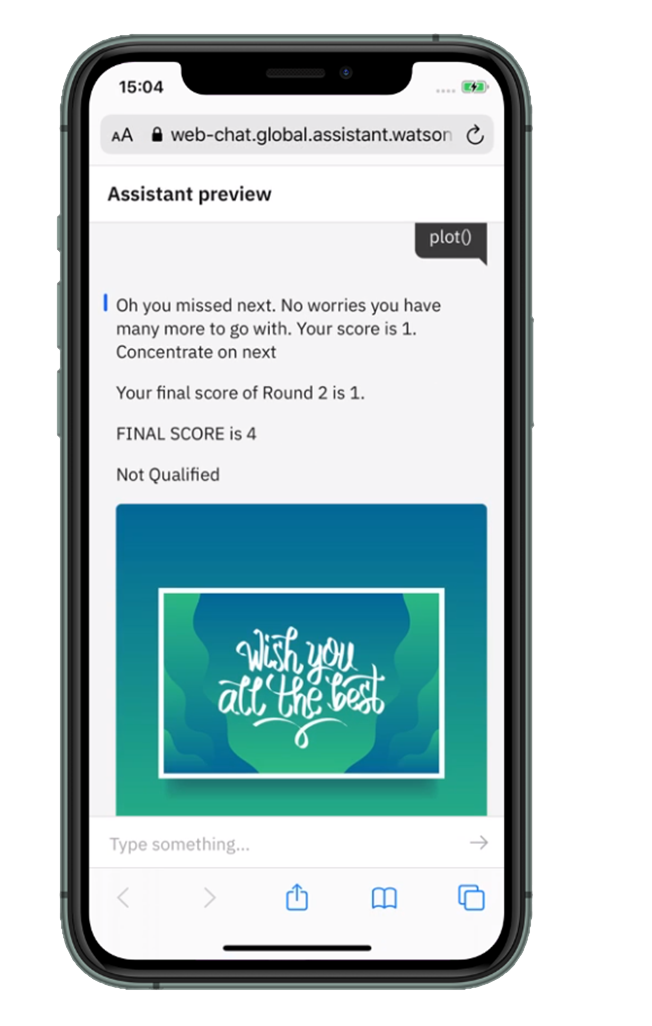 15:04
AA web-chat.global.assistant.watson
Assistant preview
plot()
Oh you missed next. No worries you have
many more to go with. Your score is 1.
Concentrate on next
Your final score of Round 2 is 1.
FINAL SCORE is 4
Not Qualified
Wish you
all the best
Type something...